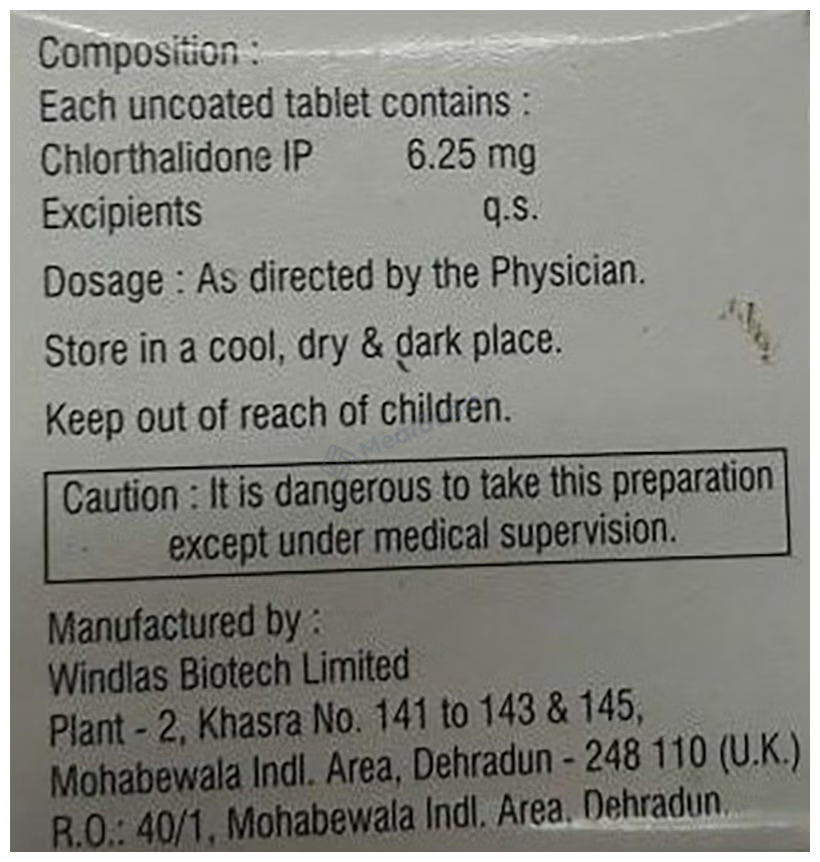 Composition :
Each uncoated tablet contains :
Chlorthalidone IP 6.25 mg
Excipients q.s.
Dosage : As directed by the Physician.
Store in a cool, dry & dark place.
Keep out of reach of children.
Caution : It is dangerous to take this preparation
except under medical supervision.
Manufactured by :
Windlas Biotech Limited
Plant - 2, Khasra No. 141 to 143 & 145,
Mohabewala Indl. Area, Dehradun - 248 110 (U.K.)
R.O.: 40/1, Mohabewala Indl. Area, Dehradun.